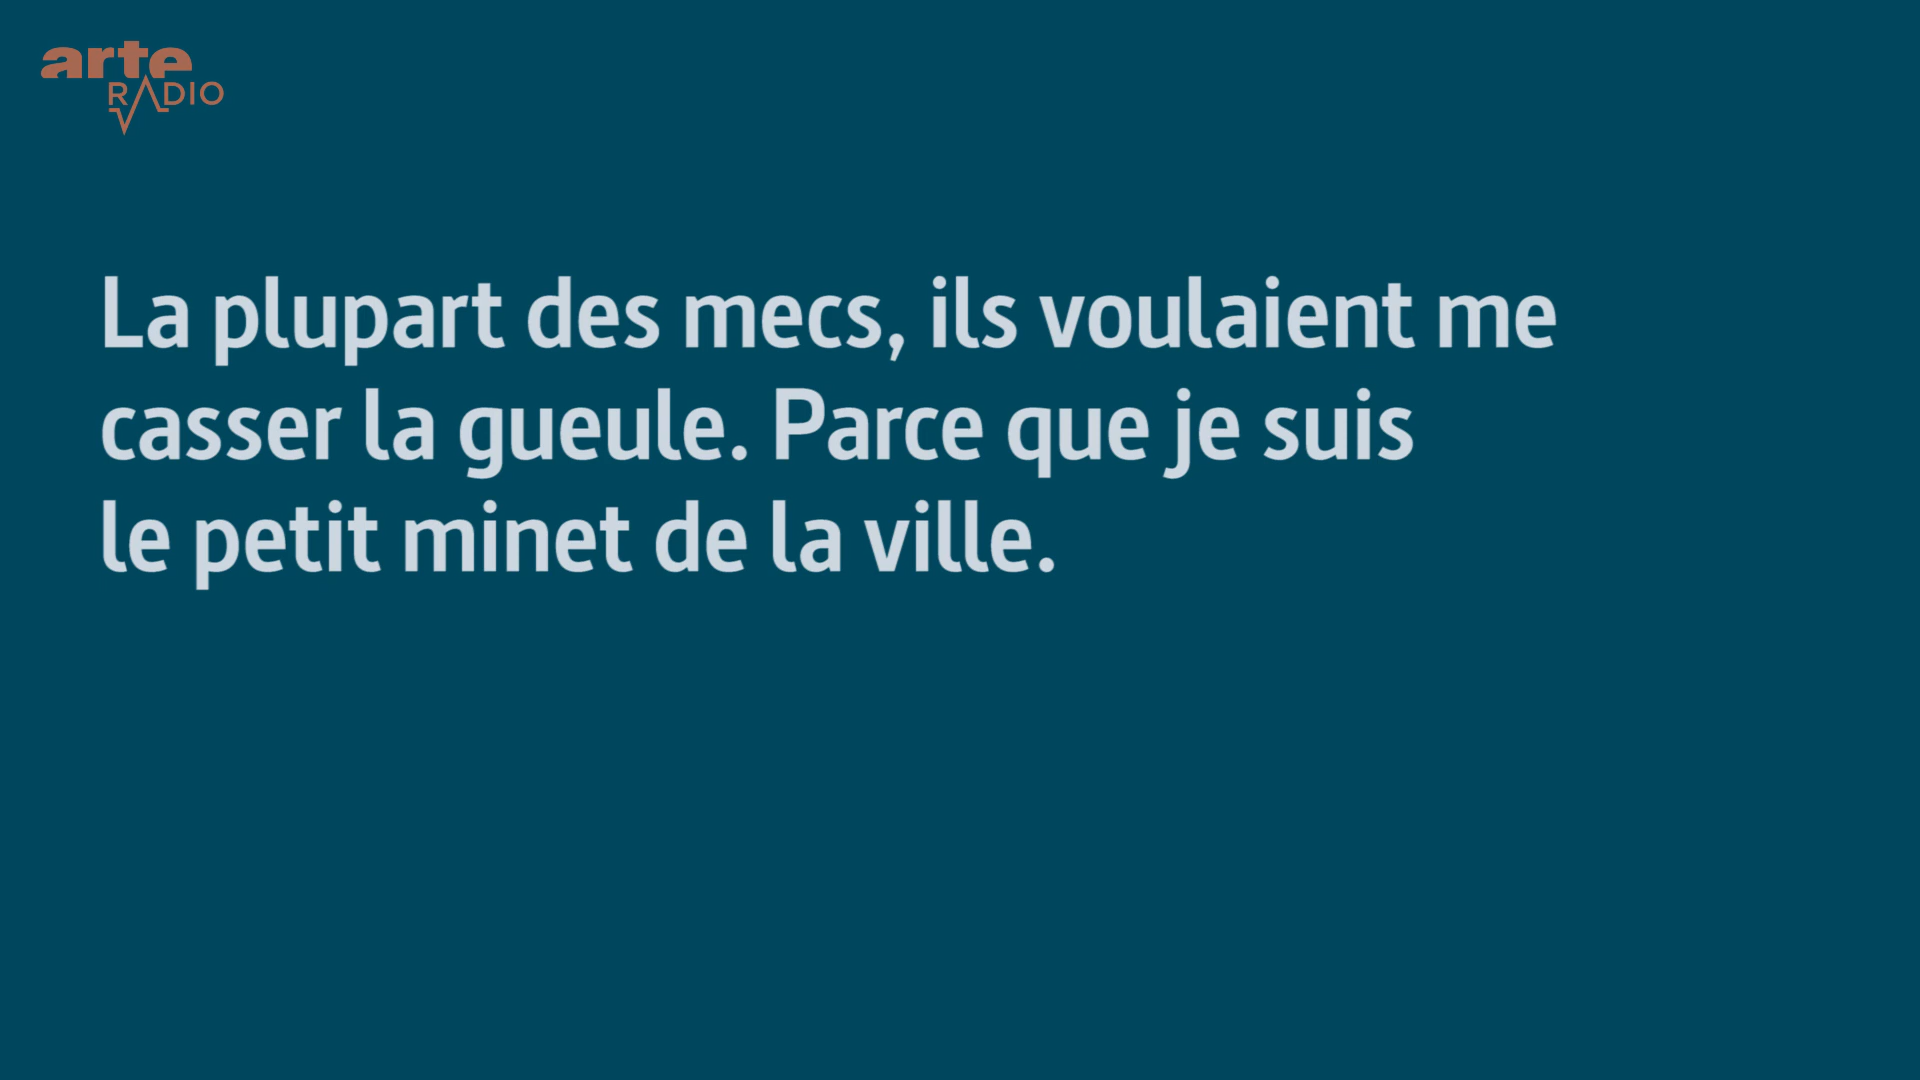 arte
RADIO
La plupart des mecs, ils voulaient me
casser la gueule. Parce que je suis
le petit minet de la ville.